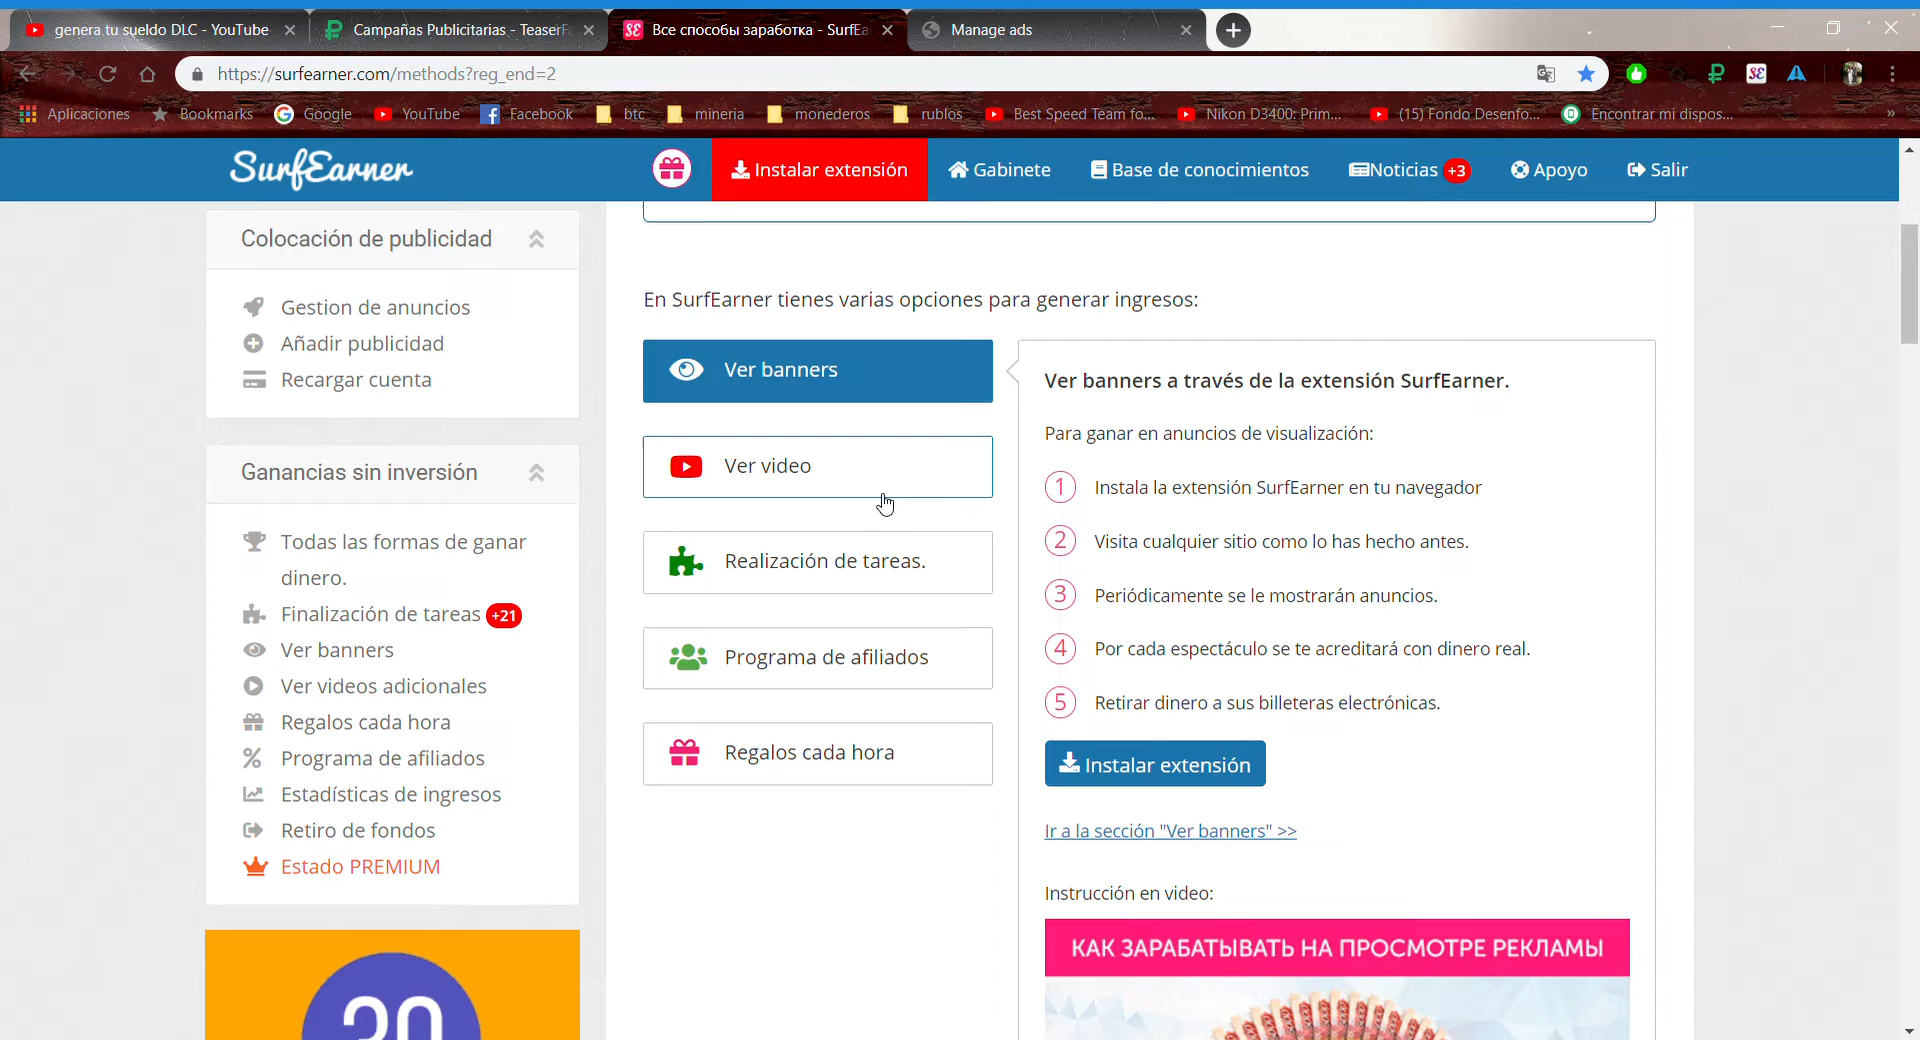 genera tu sueldo DLC - YouTube
Campañas Publicitarias - TeaserF
Все способы заработка - SurfEa
Manage ads
https://surfearner.com/methods?reg_end=2
Aplicaciones
Bookmarks
Google
YouTube
Facebook
btc
mineria
monederos
rublos
Best Speed Team fo...
Nikon D3400: Prim...
(15) Fondo Desenfo...
Encontrar mi dispos...
»
SurfEarner
Instalar extensión
Gabinete
Base de conocimientos
Noticias +3
Apoyo
Salir
Colocación de publicidad
Gestion de anuncios
Añadir publicidad
Recargar cuenta
Ganancias sin inversión
Todas las formas de ganar
dinero.
Finalización de tareas +21
Ver banners
Ver videos adicionales
Regalos cada hora
Programa de afiliados
Estadísticas de ingresos
Retiro de fondos
Estado PREMIUM
30
En SurfEarner tienes varias opciones para generar ingresos:
Ver banners
Ver video
Realización de tareas.
Programa de afiliados
Regalos cada hora
Ver banners a través de la extensión SurfEarner.
Para ganar en anuncios de visualización:
1 Instala la extensión SurfEarner en tu navegador
2 Visita cualquier sitio como lo has hecho antes.
3 Periódicamente se le mostrarán anuncios.
4 Por cada espectáculo se te acreditará con dinero real.
5 Retirar dinero a sus billeteras electrónicas.
Instalar extensión
Ir a la sección "Ver banners" >>
Instrucción en video:
КАК ЗАРАБАТЫВАТЬ НА ПРОСМОТРЕ РЕКЛАМЫ